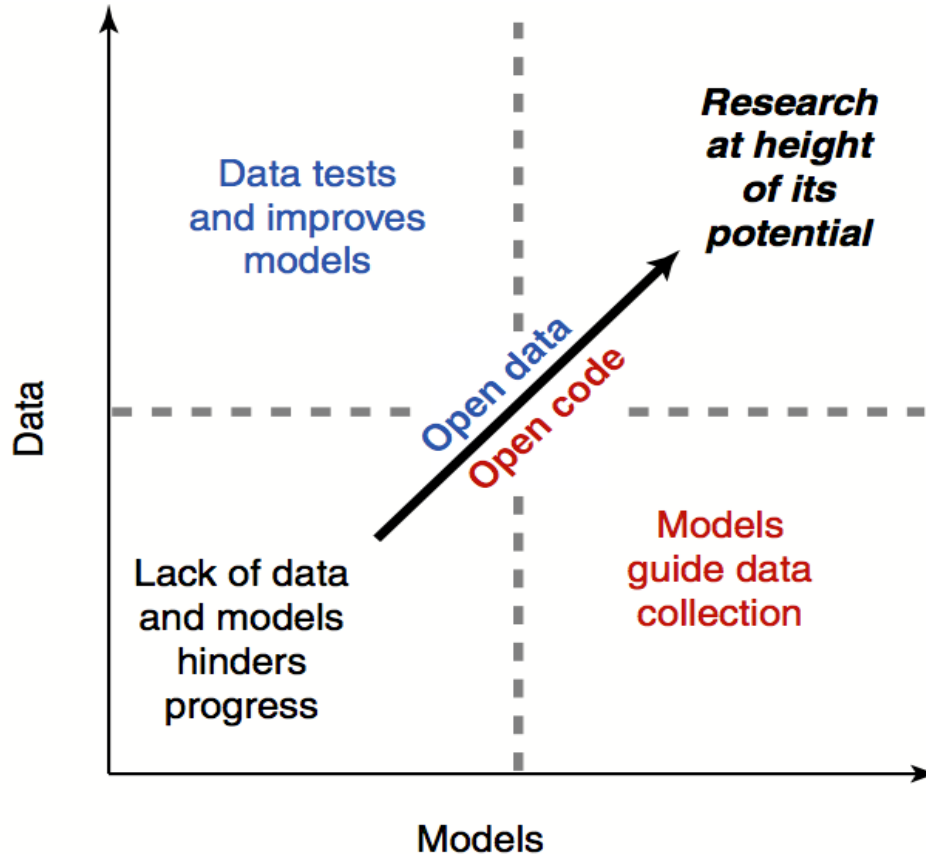 Research
at height
of its
potential
Data tests
and improves
models
Open data
Open code
Data
Models
guide data
collection
Lack of data
and models
hinders
progress
Models